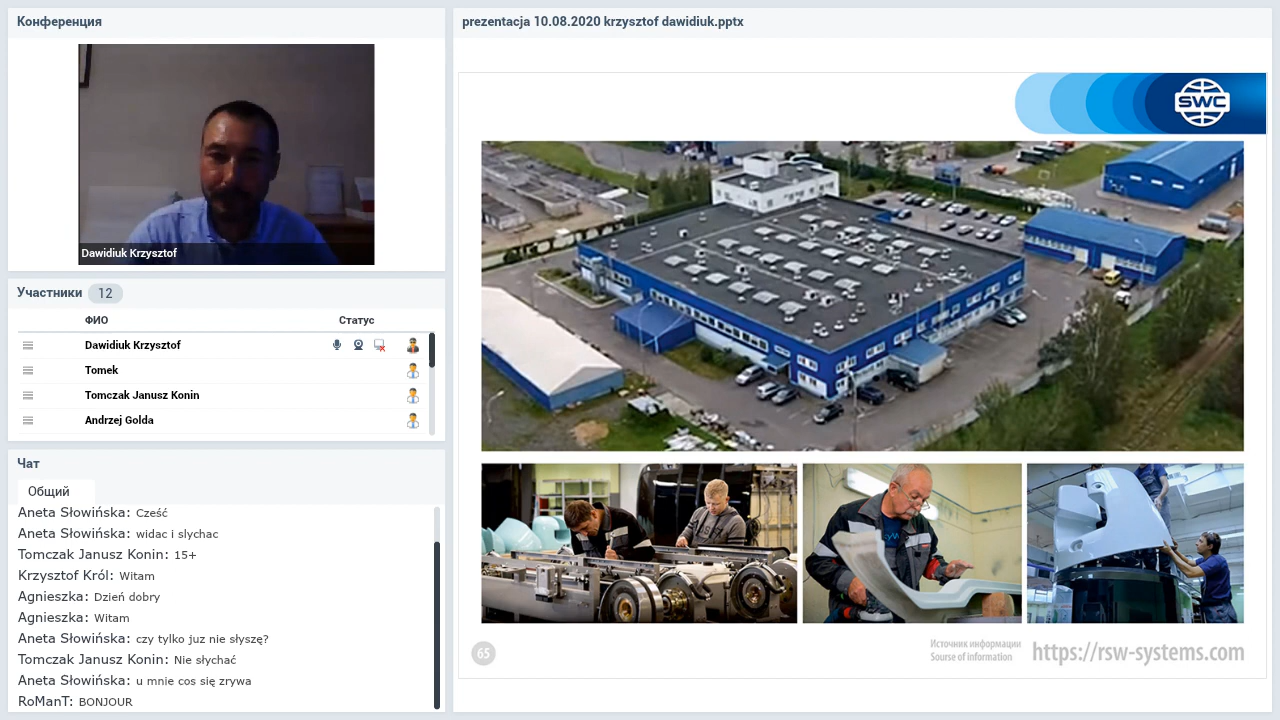 Конференция
Dawidiuk Krzysztof
Участники 12
ФИО Статус
Dawidiuk Krzysztof
Tomek
Tomczak Janusz Konin
Andrzej Golda
Чат
Общий
Aneta Słowińska: Cześć
Aneta Słowińska: widac i slychac
Tomczak Janusz Konin: 15+
Krzysztof Król: Witam
Agnieszka: Dzień dobry
Agnieszka: Witam
Aneta Słowińska: czy tylko juz nie słyszę?
Tomczak Janusz Konin: Nie słychać
Aneta Słowińska: u mnie cos się zrywa
RoManT: BONJOUR
prezentacja 10.08.2020 krzysztof dawidiuk.pptx
SWC
65
Источник информации
Sourse of information
https://rsw-systems.com